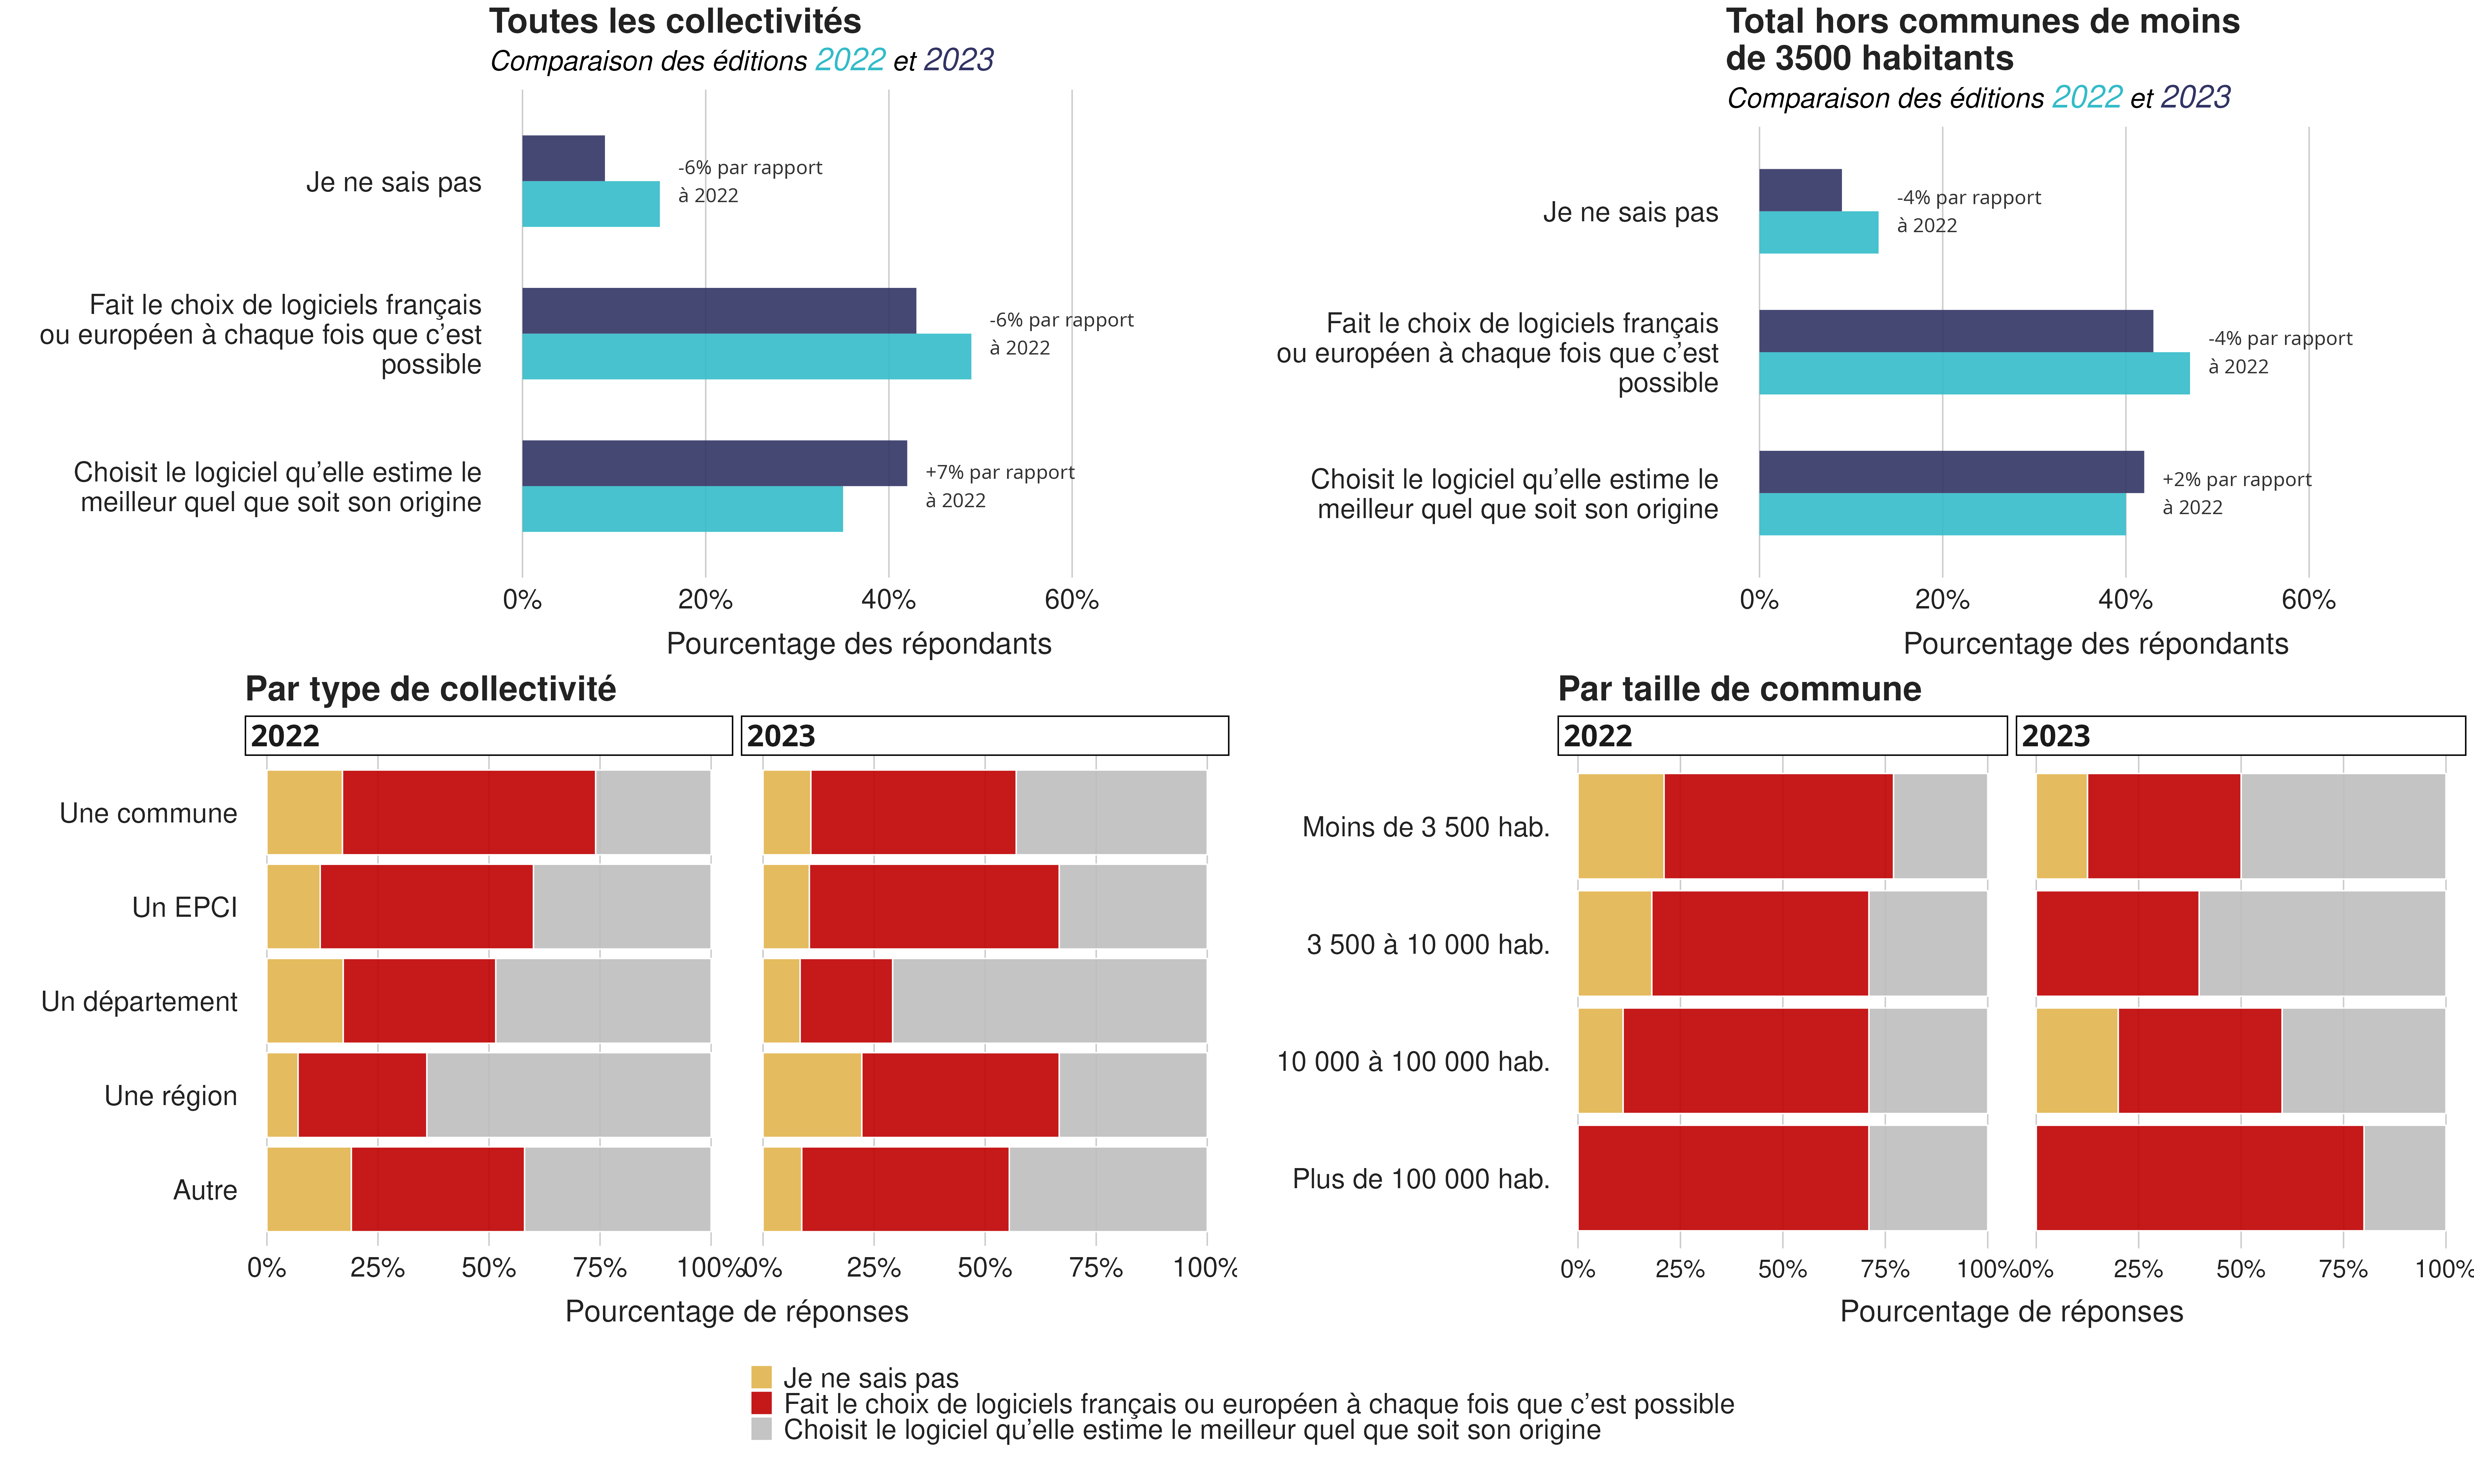 Toutes les collectivités
Comparaison des éditions 2022 et 2023
Je ne sais pas
-6% par rapport
à 2022
Fait le choix de logiciels français
ou européen à chaque fois que c’est
possible
-6% par rapport
à 2022
Choisit le logiciel qu’elle estime le
meilleur quel que soit son origine
+7% par rapport
à 2022
0% 20% 40% 60%
Pourcentage des répondants
Total hors communes de moins
de 3500 habitants
Comparaison des éditions 2022 et 2023
Je ne sais pas
-4% par rapport
à 2022
Fait le choix de logiciels français
ou européen à chaque fois que c’est
possible
-4% par rapport
à 2022
Choisit le logiciel qu’elle estime le
meilleur quel que soit son origine
+2% par rapport
à 2022
0% 20% 40% 60%
Pourcentage des répondants
Par type de collectivité
2022 2023
Une commune
Un EPCI
Un département
Une région
Autre
0% 25% 50% 75% 100% 0% 25% 50% 75% 100%
Pourcentage de réponses
Par taille de commune
2022 2023
Moins de 3 500 hab.
3 500 à 10 000 hab.
10 000 à 100 000 hab.
Plus de 100 000 hab.
0% 25% 50% 75% 100% 0% 25% 50% 75% 100%
Pourcentage de réponses
Je ne sais pas
Fait le choix de logiciels français ou européen à chaque fois que c’est possible
Choisit le logiciel qu’elle estime le meilleur quel que soit son origine